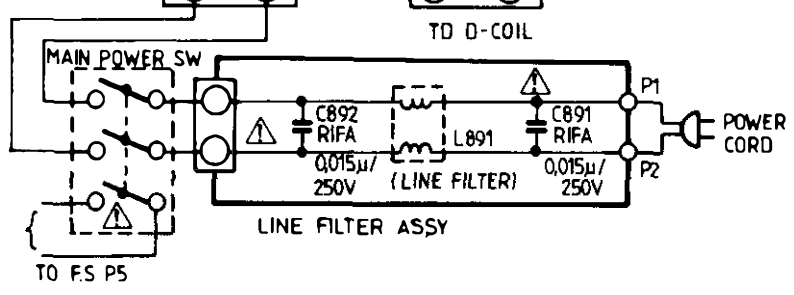 TO D-COIL
MAIN POWER SW
P1
C892
RIFA
0,015µ/
250V
L891
(LINE FILTER)
C891
RIFA
0,015µ/
250V
P2
POWER
CORD
LINE FILTER ASSY
TO F.S P5